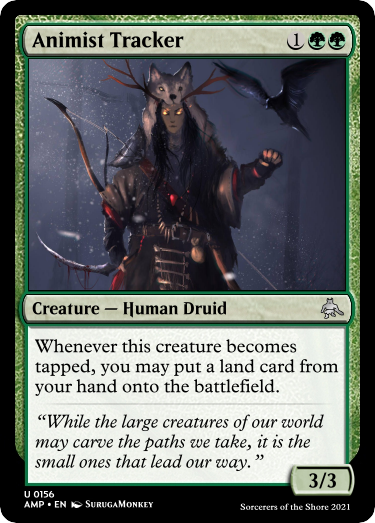 Animist Tracker 1
Creature — Human Druid
Whenever this creature becomes
tapped, you may put a land card from
your hand onto the battlefield.
“While the large creatures of our world
may carve the paths we take, it is the
small ones that lead our way.”
3/3
U 0156
AMP • EN SurugaMonkey
Sorcerers of the Shore 2021